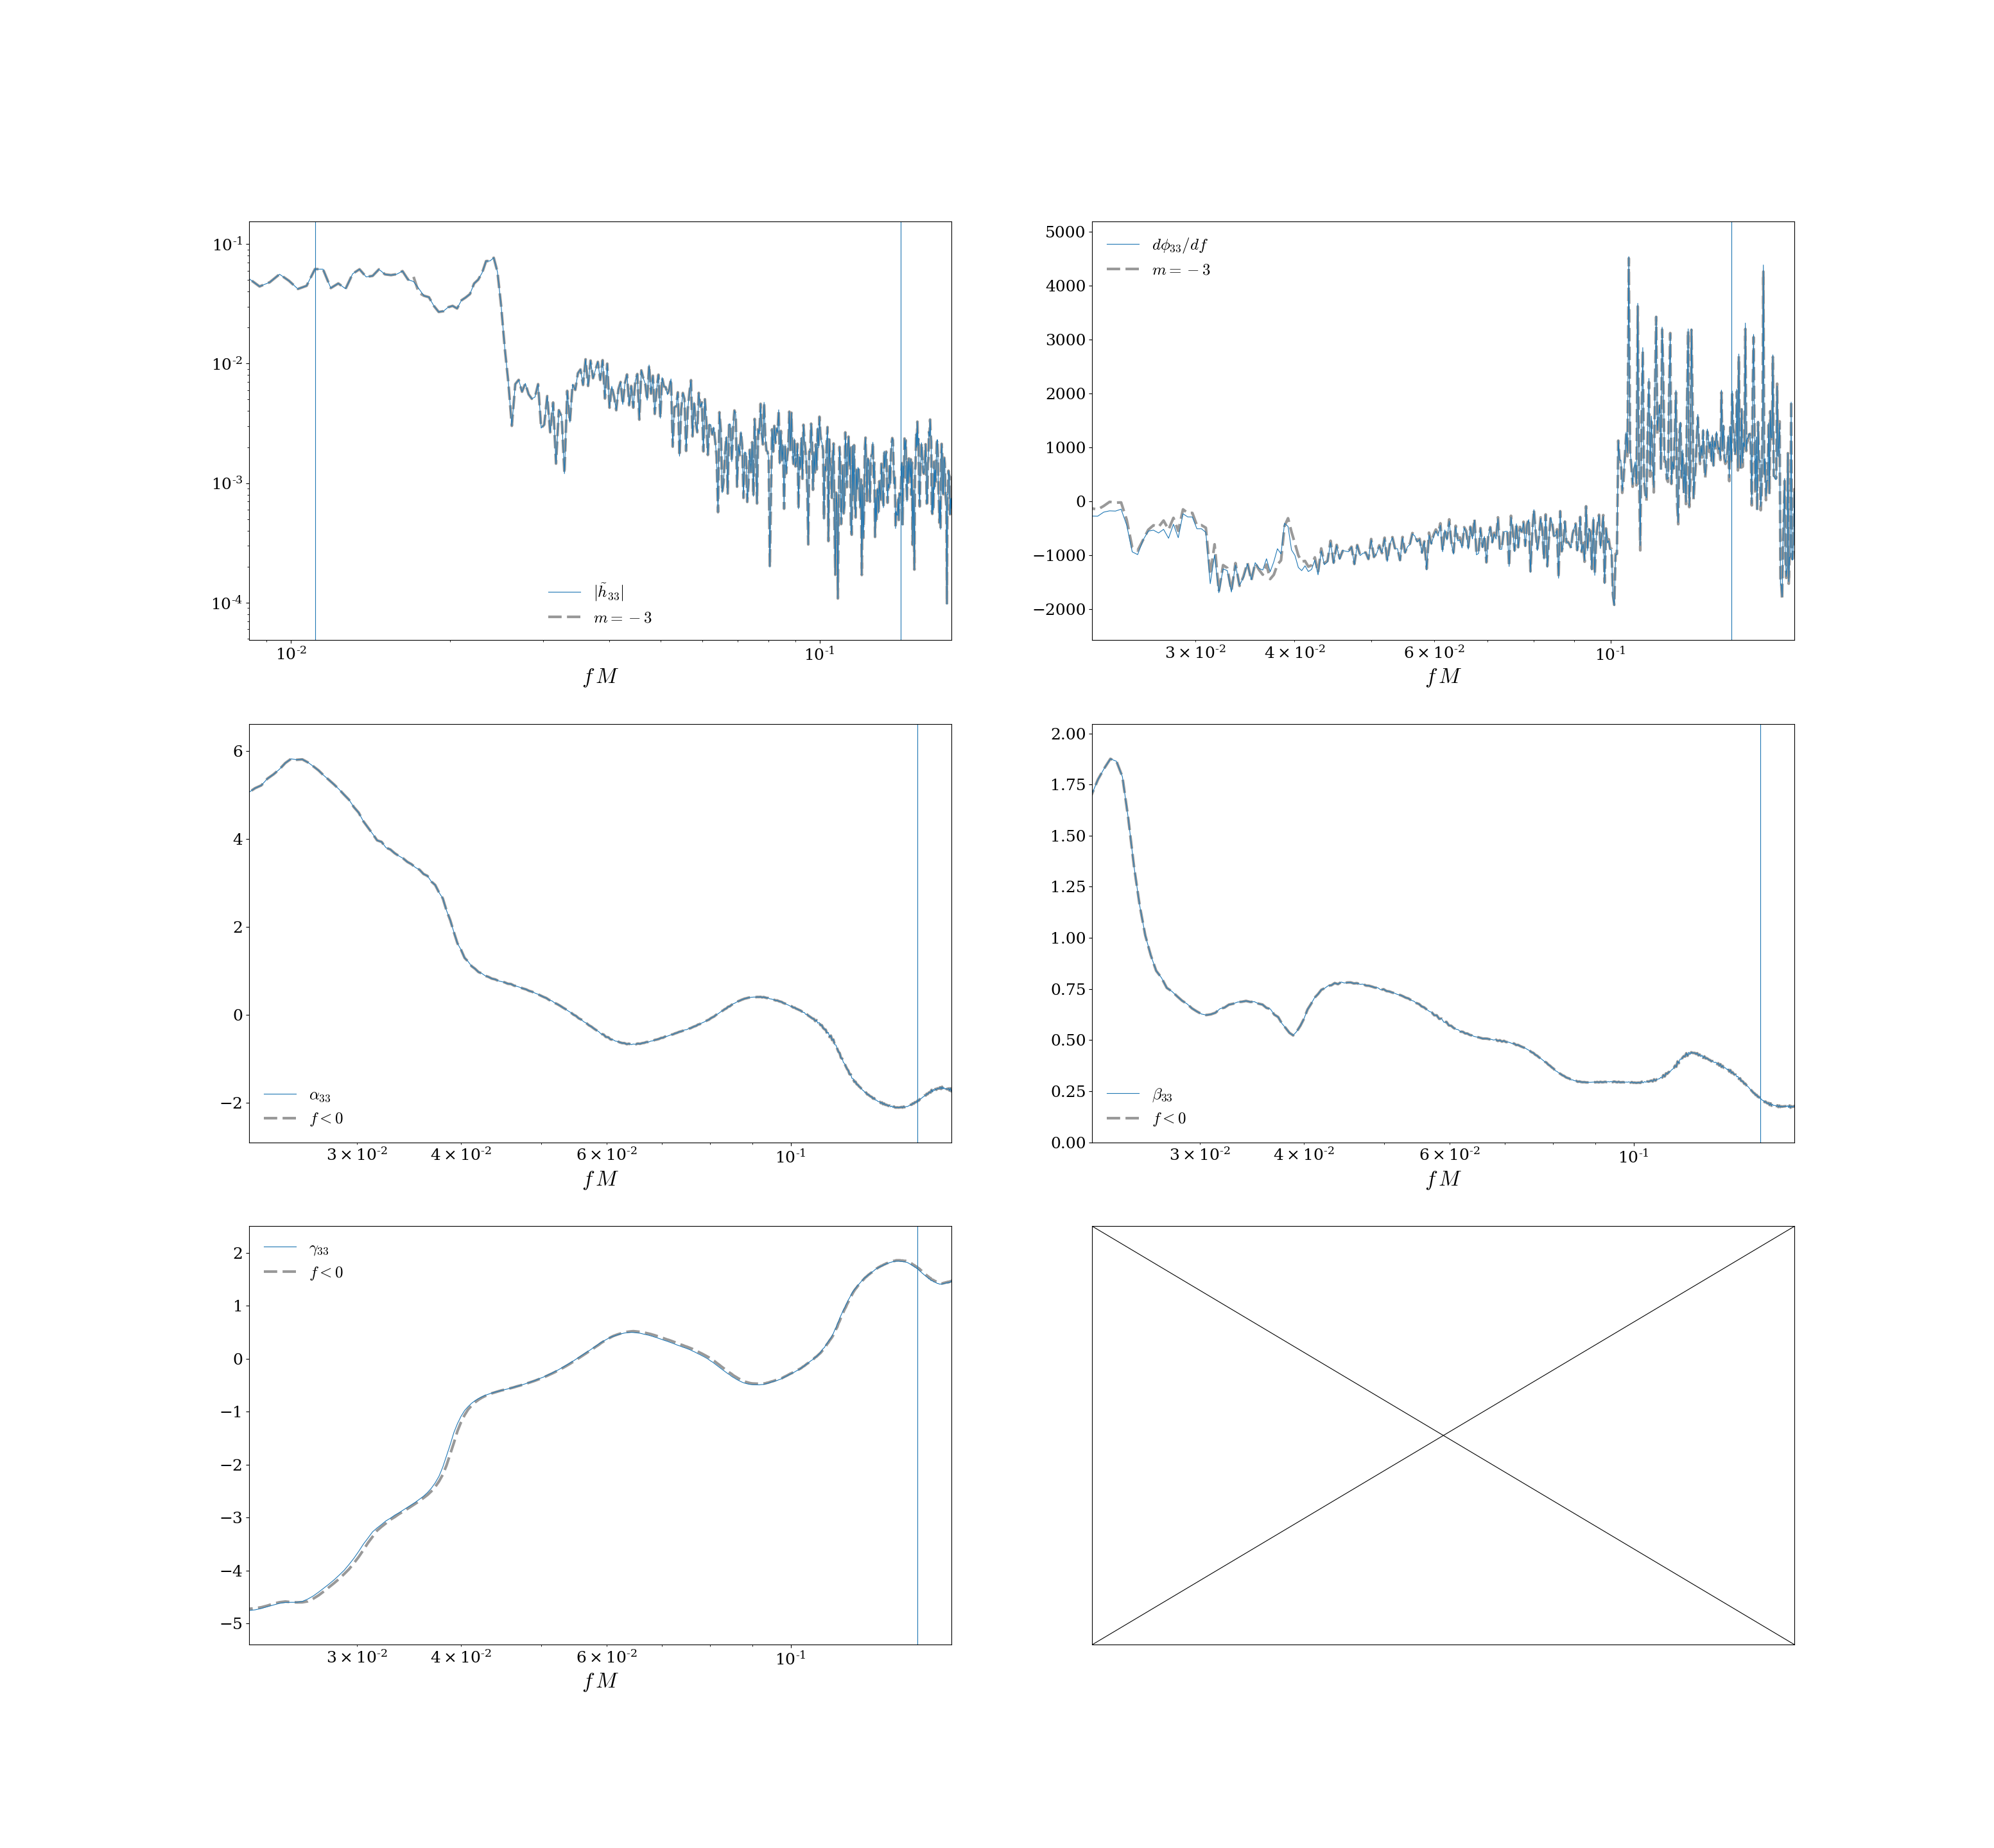 10⁻¹
10⁻²
10⁻³
10⁻⁴
|h̃₃₃|
m = −3
10⁻² 10⁻¹
fM
5000
4000
3000
2000
1000
0
−1000
−2000
dϕ₃₃/df
m = −3
3 × 10⁻² 4 × 10⁻² 6 × 10⁻² 10⁻¹
fM
6
4
2
0
−2
α₃₃
f < 0
3 × 10⁻² 4 × 10⁻² 6 × 10⁻² 10⁻¹
fM
2.00
1.75
1.50
1.25
1.00
0.75
0.50
0.25
0.00
β₃₃
f < 0
3 × 10⁻² 4 × 10⁻² 6 × 10⁻² 10⁻¹
fM
2
1
0
−1
−2
−3
−4
−5
γ₃₃
f < 0
3 × 10⁻² 4 × 10⁻² 6 × 10⁻² 10⁻¹
fM